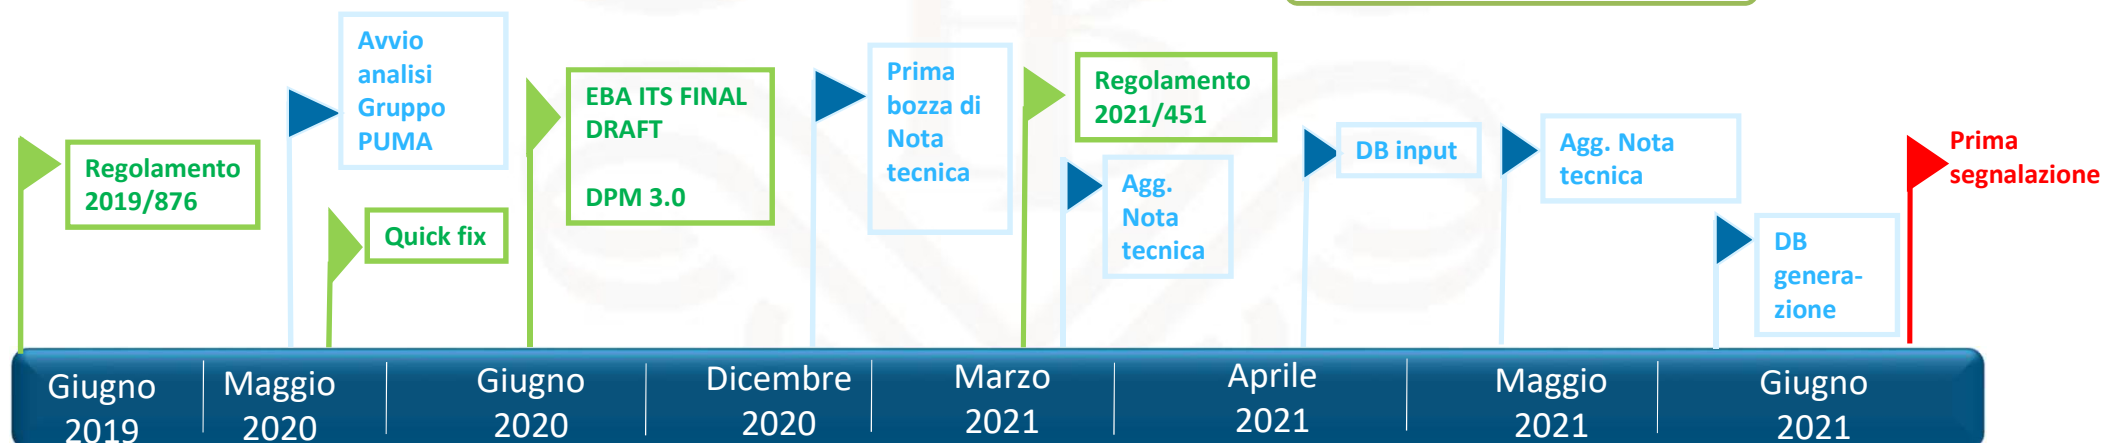 Regolamento
2019/876
Avvio
analisi
Gruppo
PUMA
Quick fix
EBA ITS FINAL
DRAFT
DPM 3.0
Prima
bozza di
Nota
tecnica
Regolamento
2021/451
Agg.
Nota
tecnica
DB input
Agg. Nota
tecnica
DB
genera-
zione
Prima
segnalazione
Giugno
2019
Maggio
2020
Giugno
2020
Dicembre
2020
Marzo
2021
Aprile
2021
Maggio
2021
Giugno
2021